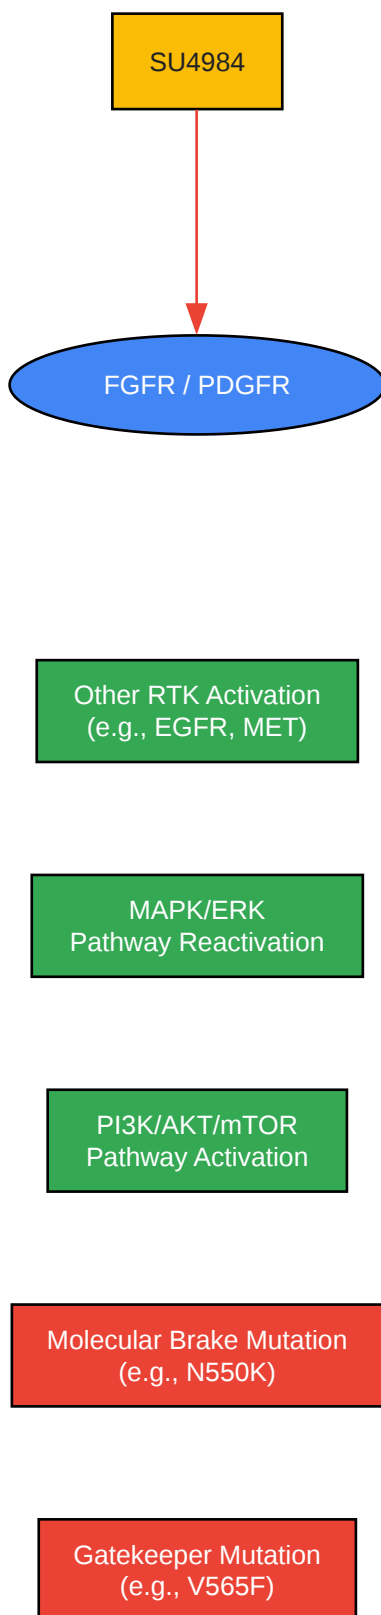 SU4984
FGFR / PDGFR
Other RTK Activation
(e.g., EGFR, MET)
MAPK/ERK
Pathway Reactivation
PI3K/AKT/mTOR
Pathway Activation
Molecular Brake Mutation
(e.g., N550K)
Gatekeeper Mutation
(e.g., V565F)